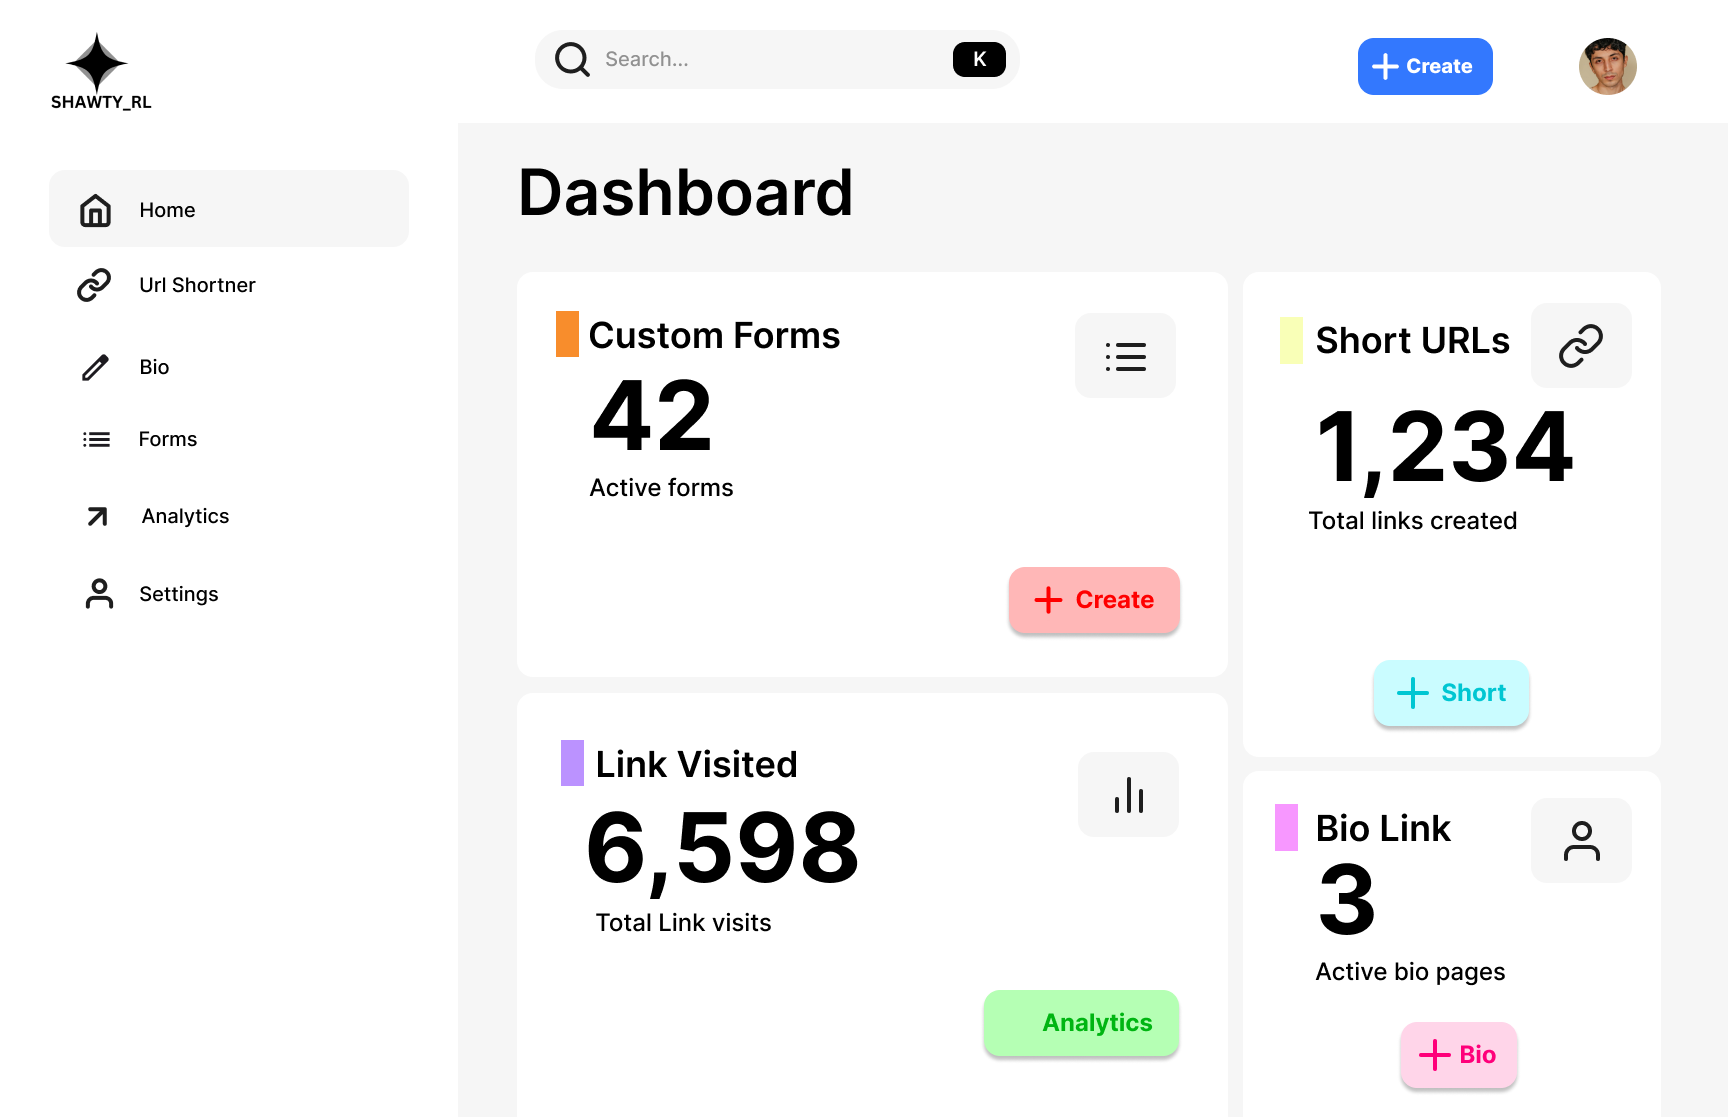 SHAWTY_RL
Search...
K
Create
Home
Url Shortner
Bio
Forms
Analytics
Settings
Dashboard
Custom Forms
42
Active forms
Create
Short URLs
1,234
Total links created
Short
Link Visited
6,598
Total Link visits
Analytics
Bio Link
3
Active bio pages
Bio